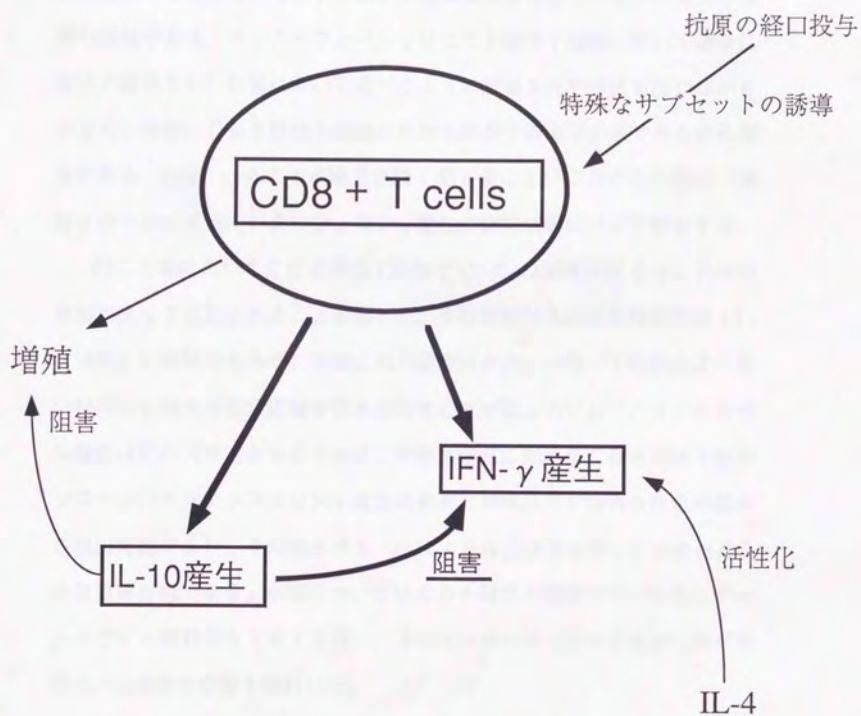 抗原の経口投与
特殊なサブセットの誘導
CD8 + T cells
増殖
阻害
IFN-γ産生
IL-10産生
阻害
活性化
IL-4